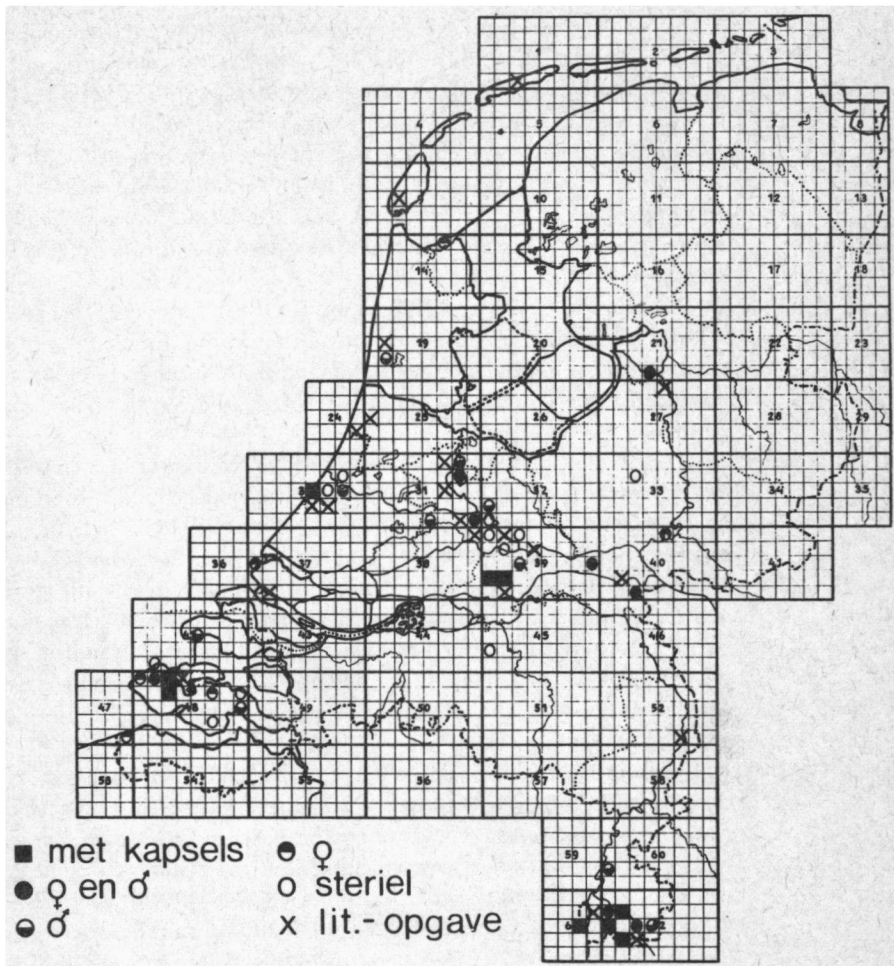 1 2 3
4 5 6 7
10 11 12 13
14 15 16 17 18
19 20 21 22 23
24 25 26 27 28 29
31 32 33 34 35
36 37 38 39 40 41
43 44 45 46
47 48 49 50 51 52
53 54 55 56 57 58
59 60
■ met kapsels
● ♀ en ♂
◒ ♂
◓ ♀
o steriel
x lit.-opgave